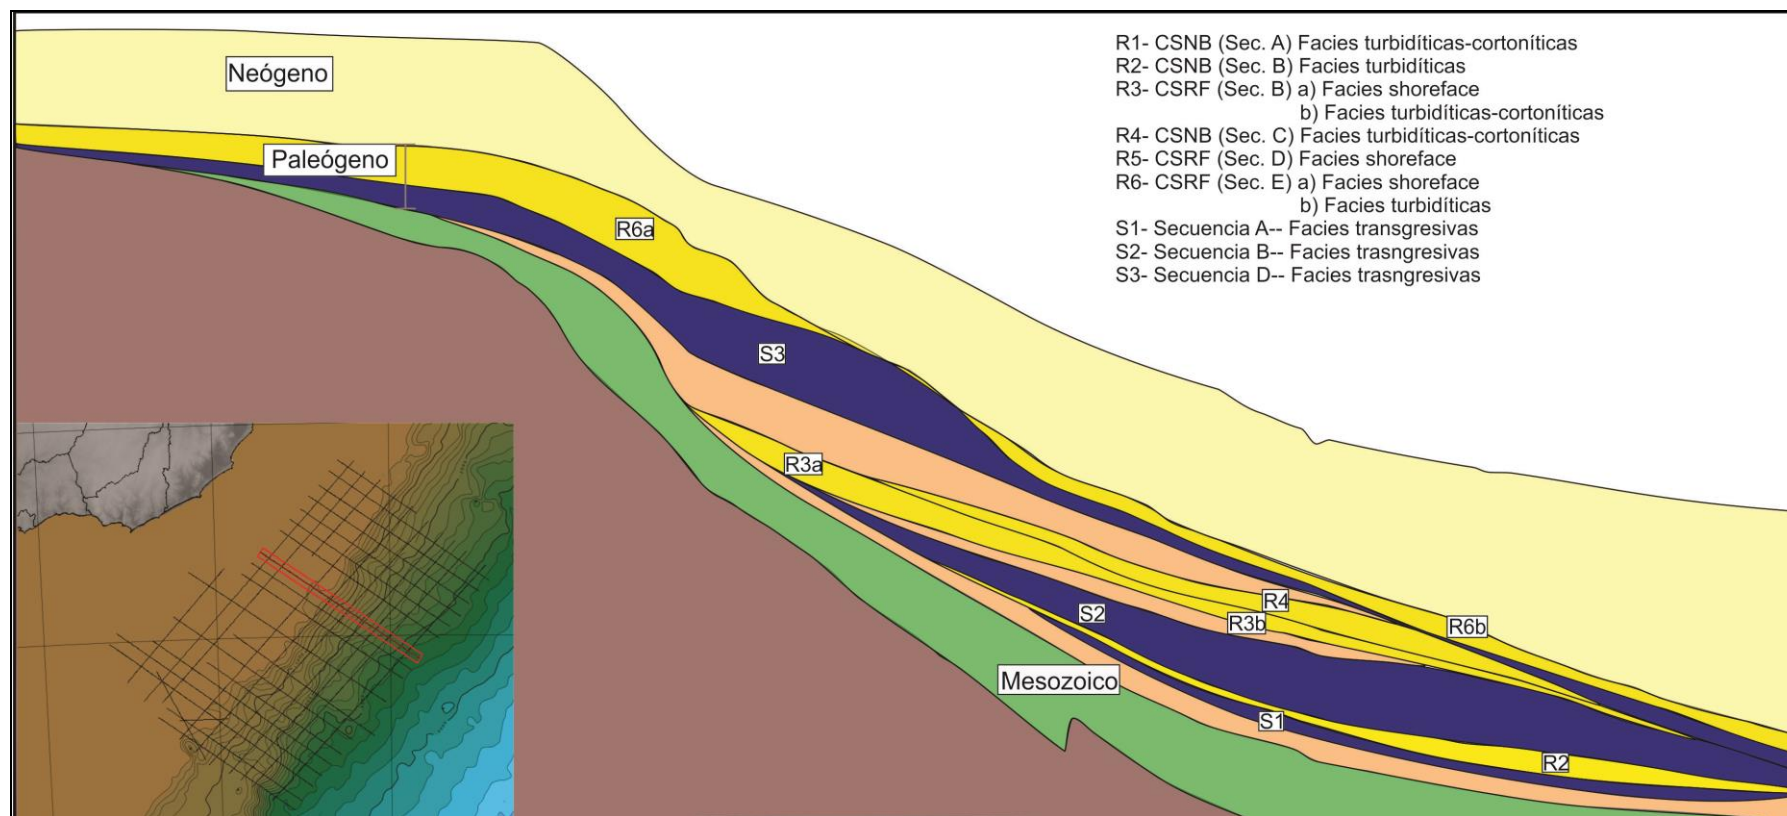 Neógeno
Paleógeno
R6a
S3
R3a
S2
R4
R3b
R6b
Mesozoico
S1
R2
R1- CSNB (Sec. A) Facies turbidíticas-cortoníticas
R2- CSNB (Sec. B) Facies turbidíticas
R3- CSRF (Sec. B) a) Facies shoreface
b) Facies turbidíticas-cortoníticas
R4- CSNB (Sec. C) Facies turbidíticas-cortoníticas
R5- CSRF (Sec. D) Facies shoreface
R6- CSRF (Sec. E) a) Facies shoreface
b) Facies turbidíticas
S1- Secuencia A-- Facies transgresivas
S2- Secuencia B-- Facies trasngresivas
S3- Secuencia D-- Facies trasngresivas